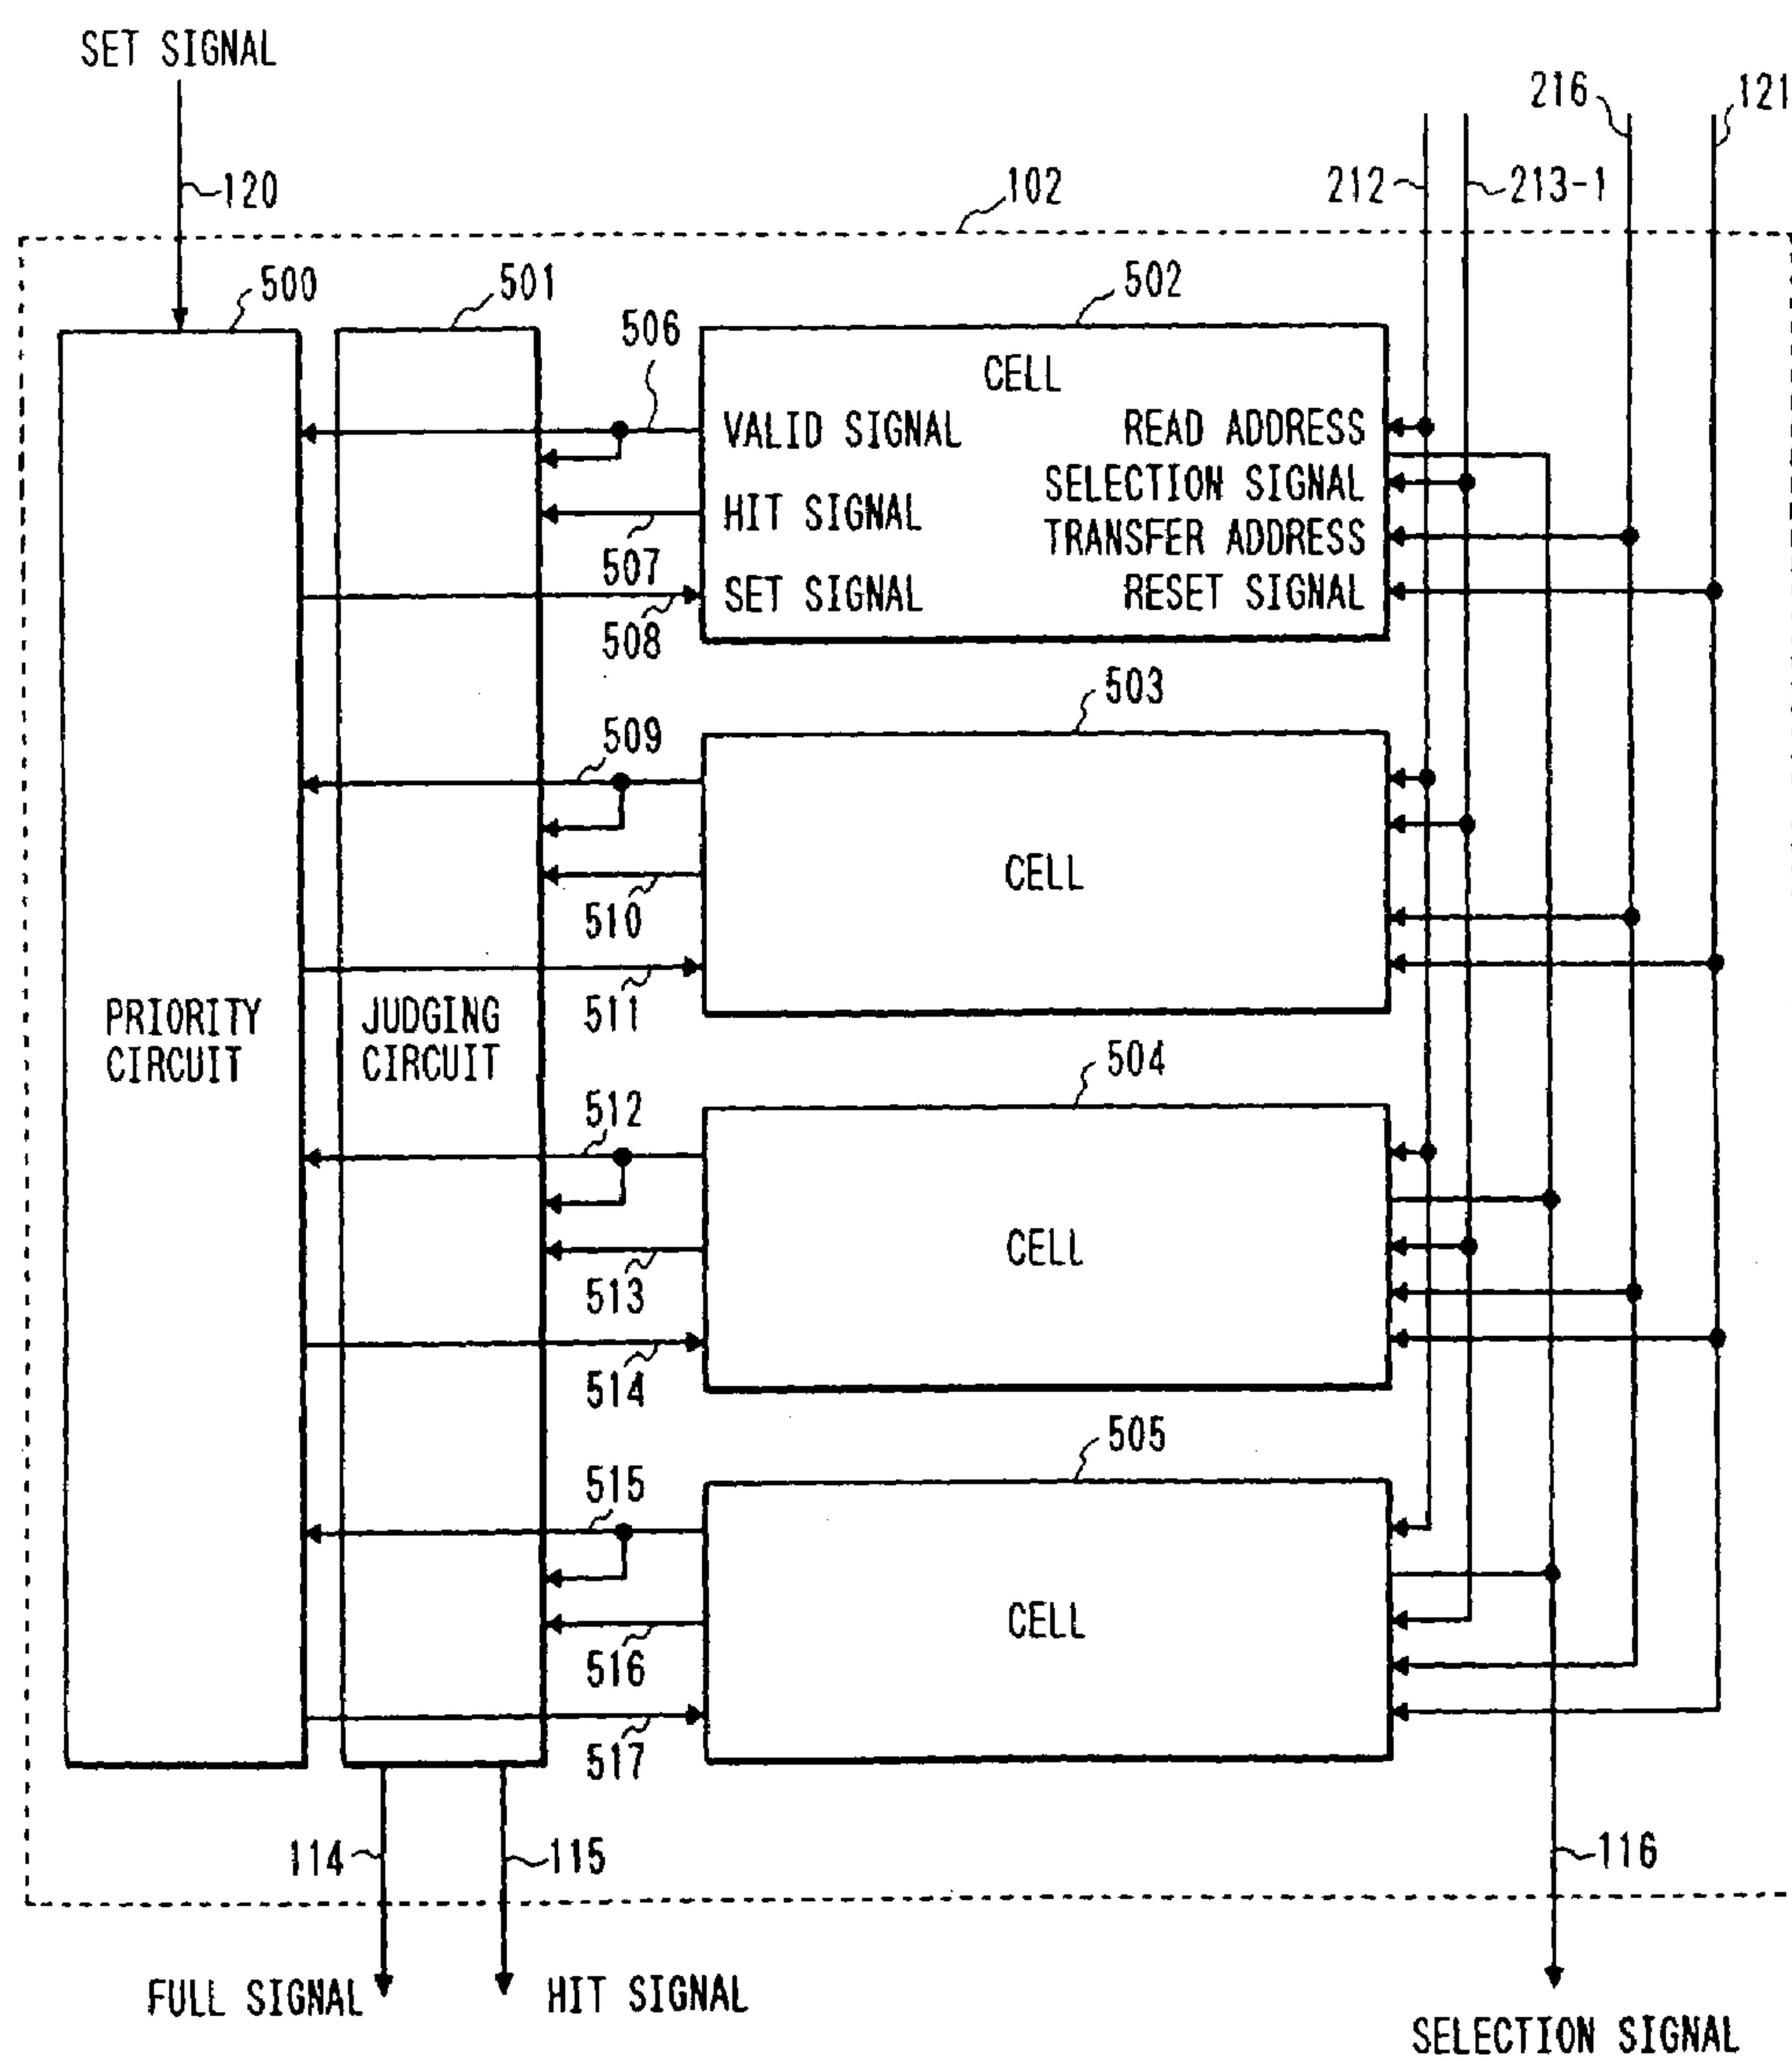 SET SIGNAL
216
121
120
102
212
213-1
500
501
506
502
CELL
VALID SIGNAL
READ ADDRESS
SELECTION SIGNAL
HIT SIGNAL
TRANSFER ADDRESS
507
SET SIGNAL
RESET SIGNAL
508
503
509
CELL
510
511
PRIORITY
CIRCUIT
JUDGING
CIRCUIT
504
512
CELL
513
514
505
515
CELL
516
517
114
115
116
FULL SIGNAL
HIT SIGNAL
SELECTION SIGNAL